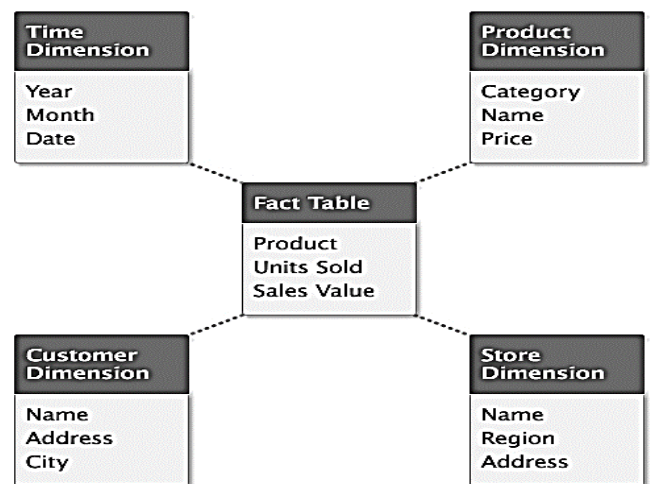 Time
Dimension
Year
Month
Date
Product
Dimension
Category
Name
Price
Fact Table
Product
Units Sold
Sales Value
Customer
Dimension
Name
Address
City
Store
Dimension
Name
Region
Address